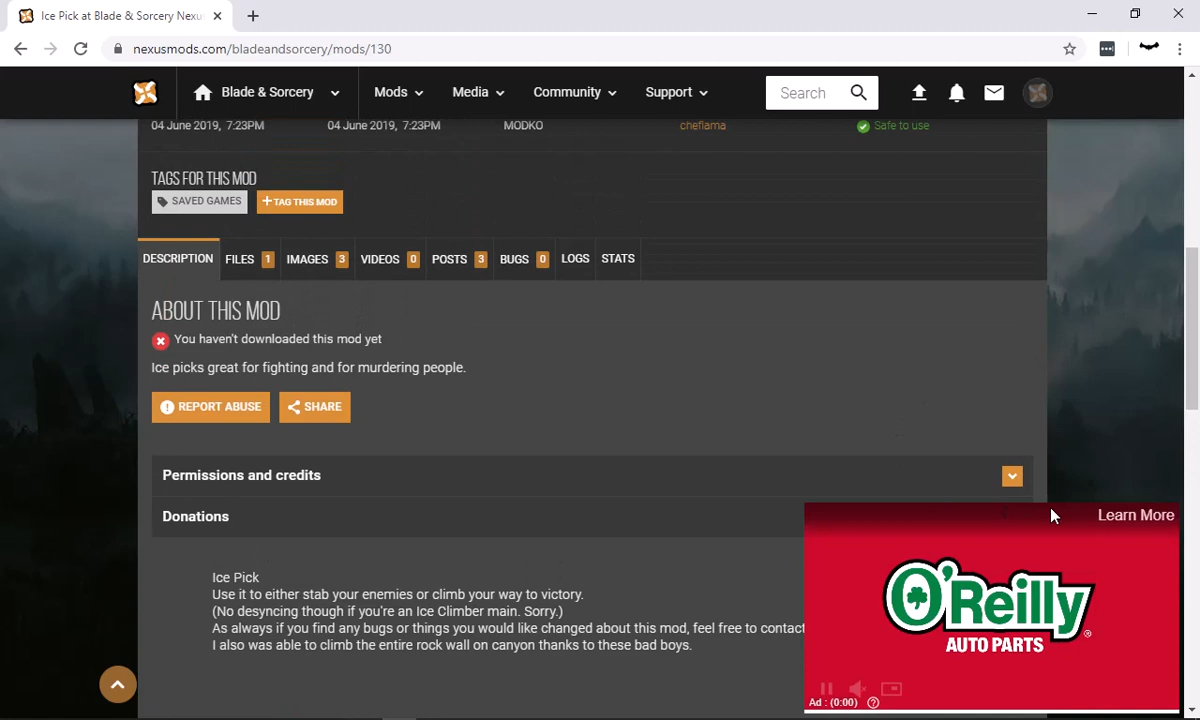 Ice Pick at Blade & Sorcery Nexus
nexusmods.com/bladeandsorcery/mods/130
Blade & Sorcery
Mods
Media
Community
Support
Search
04 June 2019, 7:23PM
04 June 2019, 7:23PM
MODKO
cheflama
Safe to use
TAGS FOR THIS MOD
SAVED GAMES
+ TAG THIS MOD
DESCRIPTION
FILES 1
IMAGES 3
VIDEOS 0
POSTS 3
BUGS 0
LOGS
STATS
ABOUT THIS MOD
You haven't downloaded this mod yet
Ice picks great for fighting and for murdering people.
REPORT ABUSE
SHARE
Permissions and credits
Donations
Learn More
O'Reilly
AUTO PARTS
Ad : (0:00)
Ice Pick
Use it to either stab your enemies or climb your way to victory.
(No desyncing though if you're an Ice Climber main. Sorry.)
As always if you find any bugs or things you would like changed about this mod, feel free to contact
I also was able to climb the entire rock wall on canyon thanks to these bad boys.